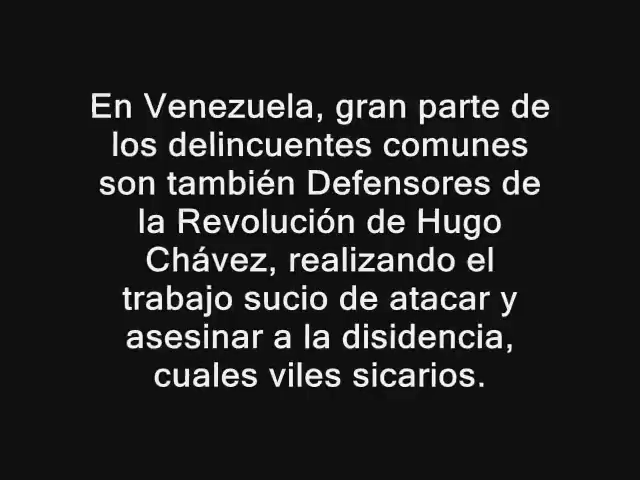 En Venezuela, gran parte de
los delincuentes comunes
son también Defensores de
la Revolución de Hugo
Chávez, realizando el
trabajo sucio de atacar y
asesinar a la disidencia,
cuales viles sicarios.